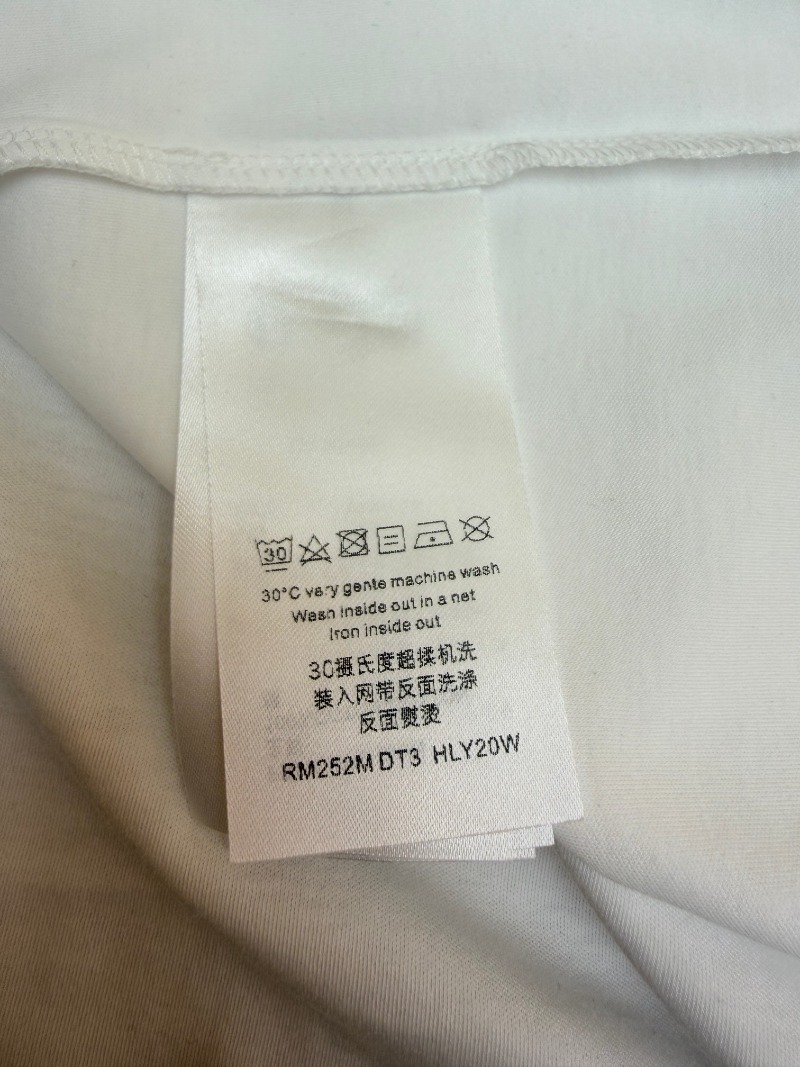 30
30°C very gente machine wash
Wash inside out in a net
Iron inside out
30摄氏度超揉机洗
装入网带反面洗涤
反面熨烫
RM252M DT3 HLY20W